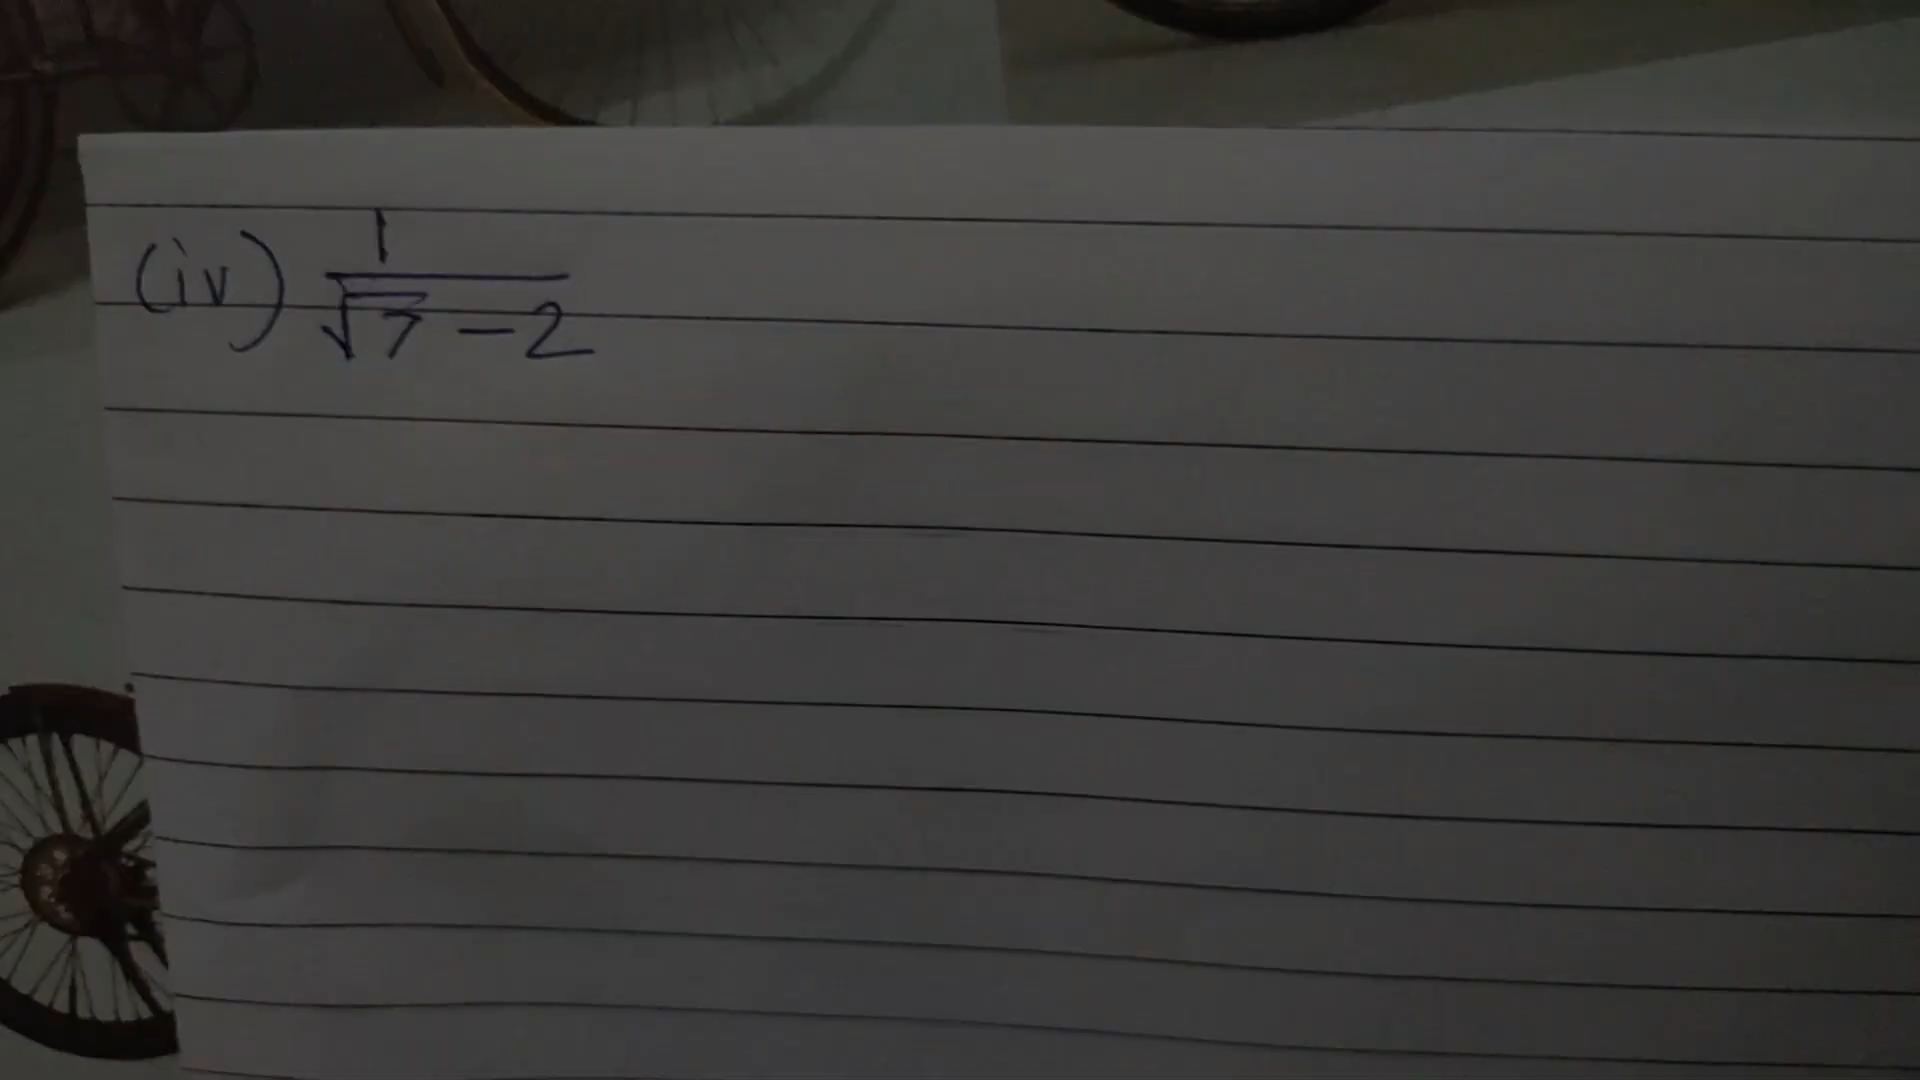 (iv) 1/(√7 - 2)